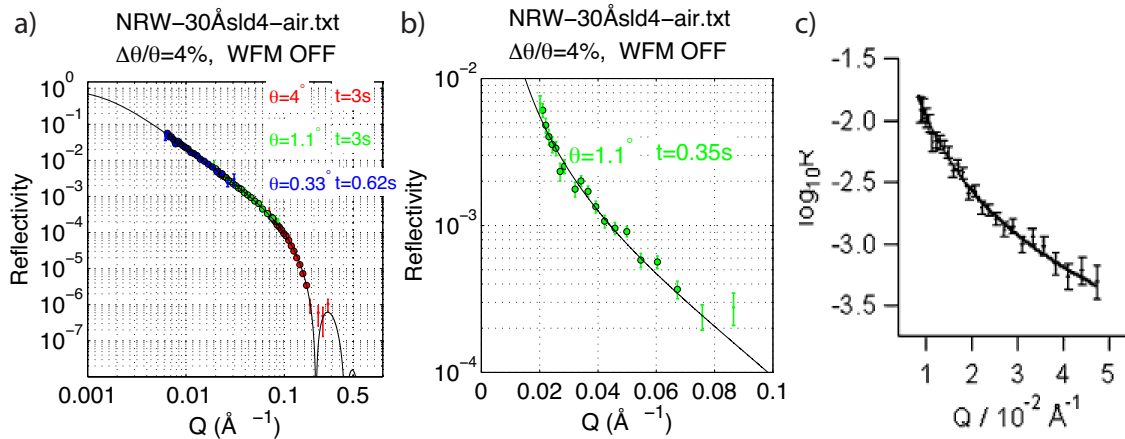 a)
NRW−30Åsld4−air.txt
Δθ/θ=4%, WFM OFF
θ=4° t=3s
θ=1.1° t=3s
θ=0.33° t=0.62s
Reflectivity
10^0
10^-1
10^-2
10^-3
10^-4
10^-5
10^-6
10^-7
0.001 0.01 0.1 0.5
Q (Å ^−1)
b)
NRW−30Åsld4−air.txt
Δθ/θ=4%, WFM OFF
θ=1.1° t=0.35s
Reflectivity
10^-2
10^-3
10^-4
0 0.02 0.04 0.06 0.08 0.1
Q (Å ^−1)
c)
log10R
-1.5
-2.0
-2.5
-3.0
-3.5
1 2 3 4 5
Q / 10^-2 Å^-1